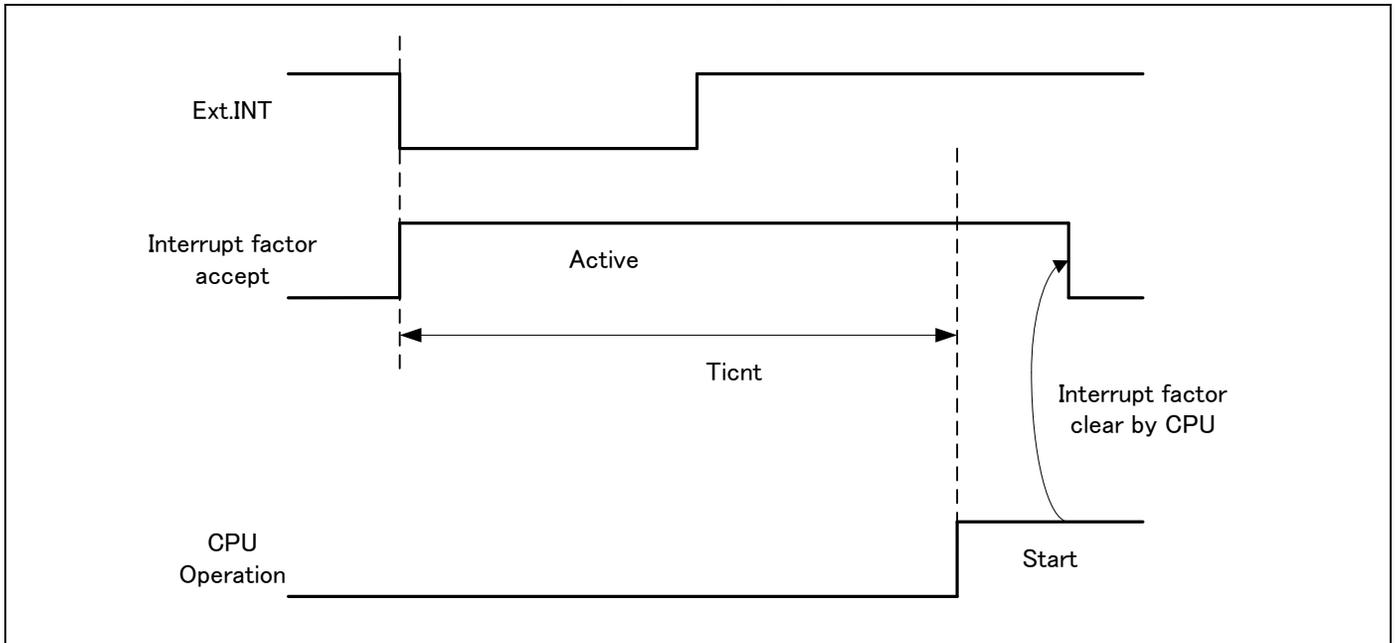 Ext.INT
Interrupt factor
accept
Active
Ticnt
Interrupt factor
clear by CPU
CPU
Operation
Start